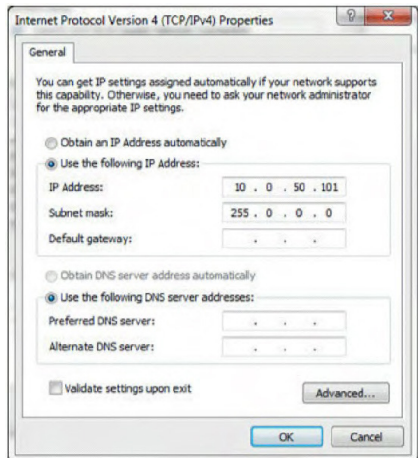 Internet Protocol Version 4 (TCP/IPv4) Properties
?
General
You can get IP settings assigned automatically if your network supports
this capability. Otherwise, you need to ask your network administrator
for the appropriate IP settings.
Obtain an IP Address automatically
Use the following IP Address:
IP Address: 10 . 0 . 50 . 101
Subnet mask: 255 . 0 . 0 . 0
Default gateway: . . .
Obtain DNS server address automatically
Use the following DNS server addresses:
Preferred DNS server: . . .
Alternate DNS server: . . .
Validate settings upon exit
Advanced...
OK Cancel